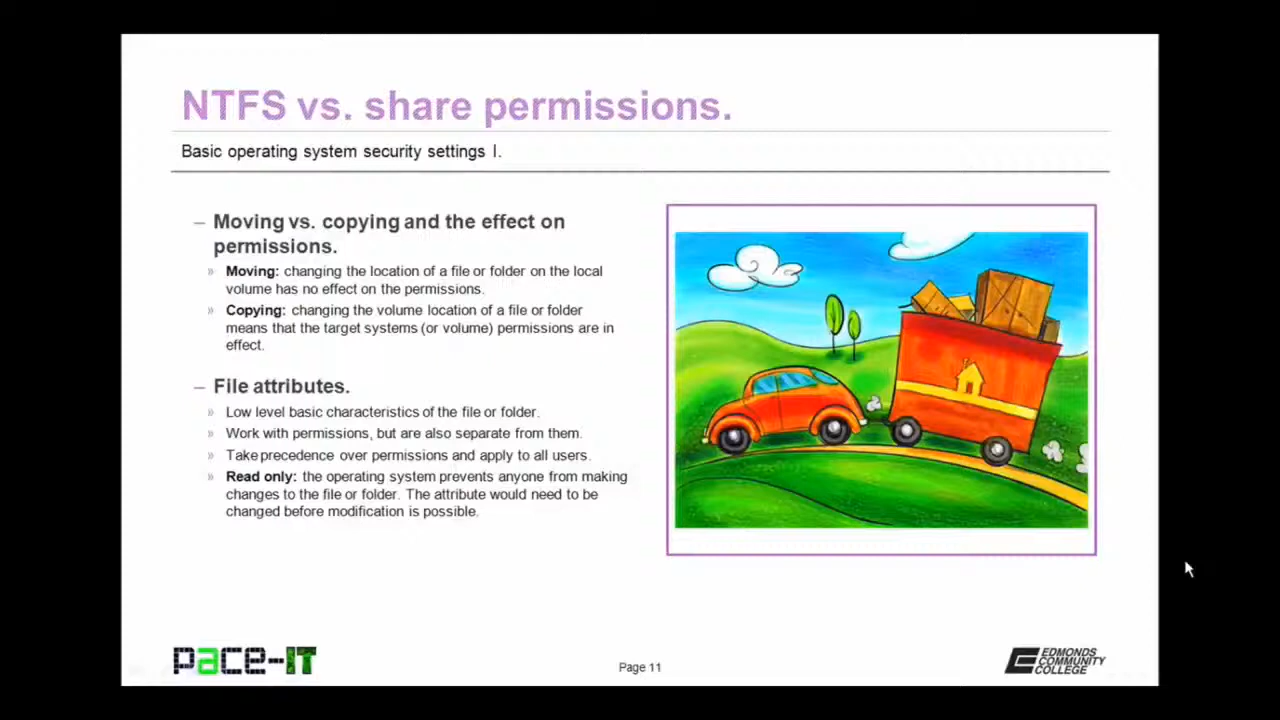 NTFS vs. share permissions.
Basic operating system security settings I.
– Moving vs. copying and the effect on
permissions.
» Moving: changing the location of a file or folder on the local
volume has no effect on the permissions.
» Copying: changing the volume location of a file or folder
means that the target systems (or volume) permissions are in
effect.
– File attributes.
» Low level basic characteristics of the file or folder.
» Work with permissions, but are also separate from them.
» Take precedence over permissions and apply to all users.
» Read only: the operating system prevents anyone from making
changes to the file or folder. The attribute would need to be
changed before modification is possible.
pace-IT
Page 11
EDMONDS
COMMUNITY
COLLEGE